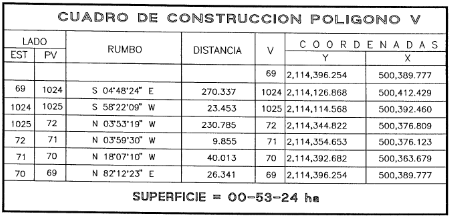 CUADRO DE CONSTRUCCION POLIGONO V
LADO RUMBO DISTANCIA V COORDENADAS
EST PV Y X
69 2,114,396.254 500,389.777
69 1024 S 04°48'24" E 270.337 1024 2,114,126.868 500,412.429
1024 1025 S 58°22'09" W 23.453 1025 2,114,114.568 500,392.460
1025 72 N 03°53'19" W 230.785 72 2,114,344.822 500,376.809
72 71 N 03°59'30" W 9.855 71 2,114,354.653 500,376.123
71 70 N 18°07'10" W 40.013 70 2,114,392.682 500,363.679
70 69 N 82°12'23" E 26.341 69 2,114,396.254 500,389.777
SUPERFICIE = 00-53-24 ha